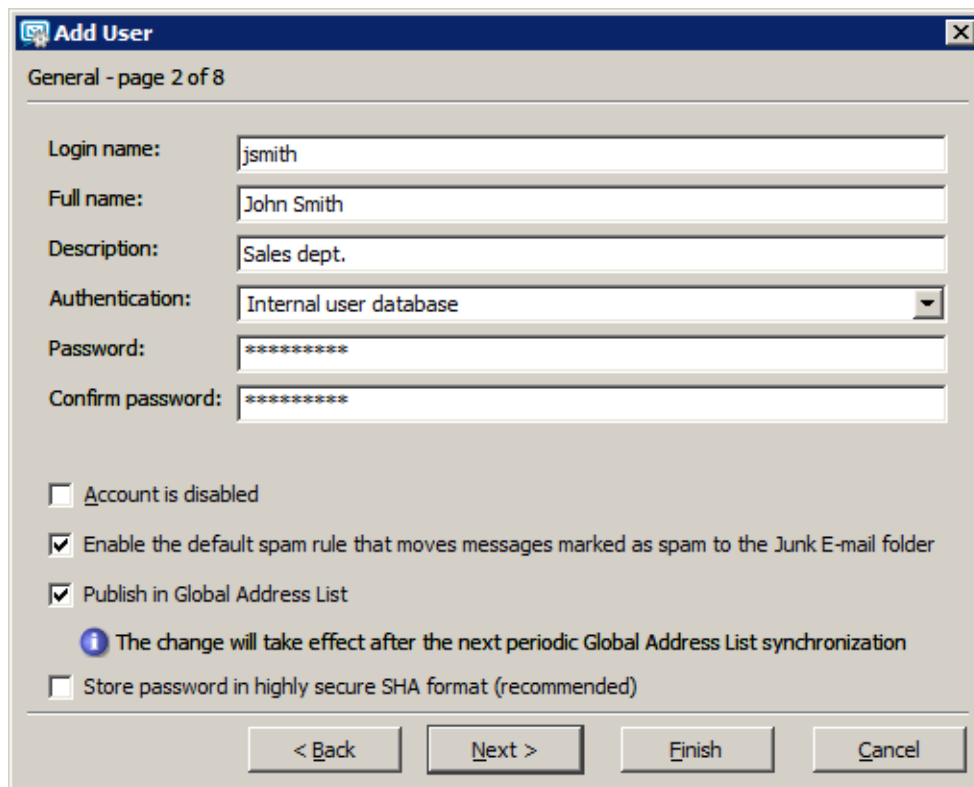 Add User
General - page 2 of 8
Login name: jsmith
Full name: John Smith
Description: Sales dept.
Authentication: Internal user database
Password: *********
Confirm password: *********
Account is disabled
Enable the default spam rule that moves messages marked as spam to the Junk E-mail folder
Publish in Global Address List
The change will take effect after the next periodic Global Address List synchronization
Store password in highly secure SHA format (recommended)
< Back Next > Finish Cancel